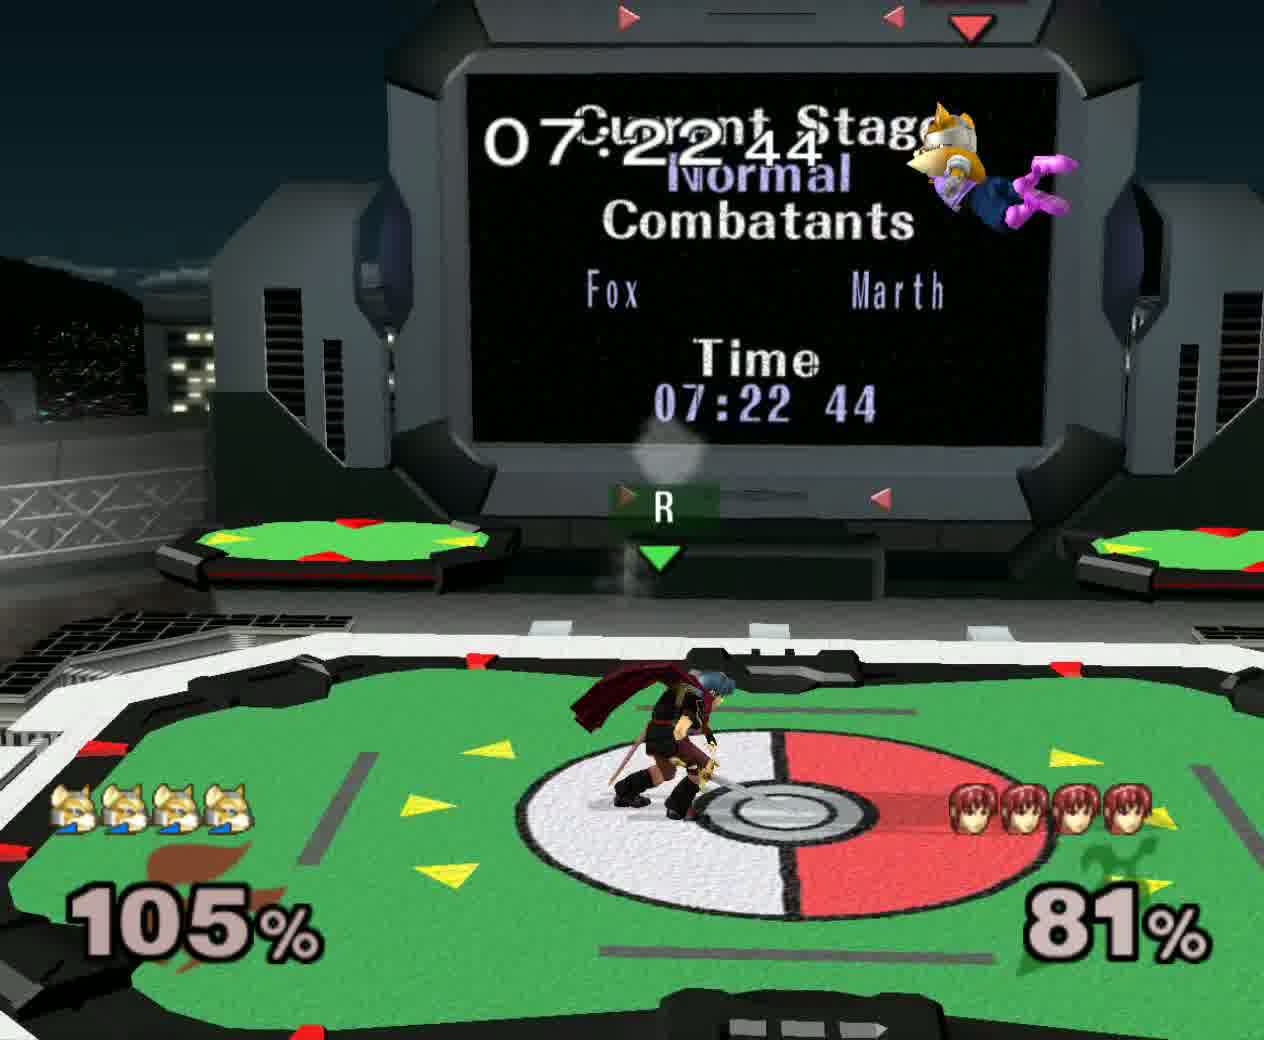 Current Stage
07:22 44
Normal
Combatants
Fox Marth
Time
07:22 44
R
105%
81%